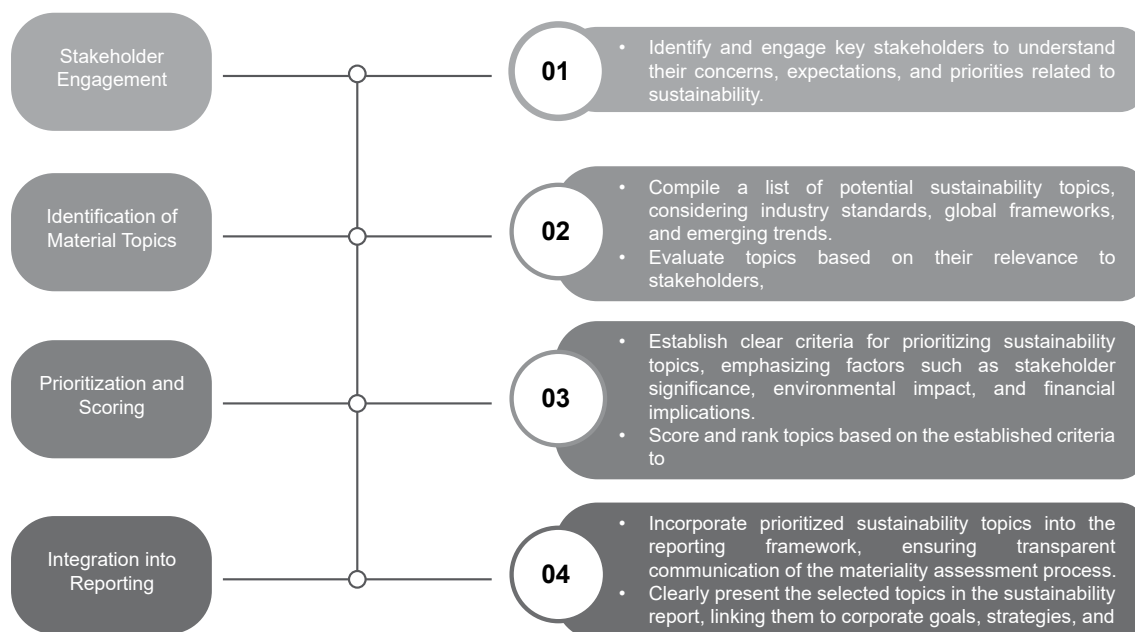 Stakeholder
Engagement
01
• Identify and engage key stakeholders to understand
their concerns, expectations, and priorities related to
sustainability.
Identification of
Material Topics
02
• Compile a list of potential sustainability topics,
considering industry standards, global frameworks,
and emerging trends.
• Evaluate topics based on their relevance to
stakeholders,
Prioritization and
Scoring
03
• Establish clear criteria for prioritizing sustainability
topics, emphasizing factors such as stakeholder
significance, environmental impact, and financial
implications.
• Score and rank topics based on the established criteria
to
Integration into
Reporting
04
• Incorporate prioritized sustainability topics into the
reporting framework, ensuring transparent
communication of the materiality assessment process.
• Clearly present the selected topics in the sustainability
report, linking them to corporate goals, strategies, and